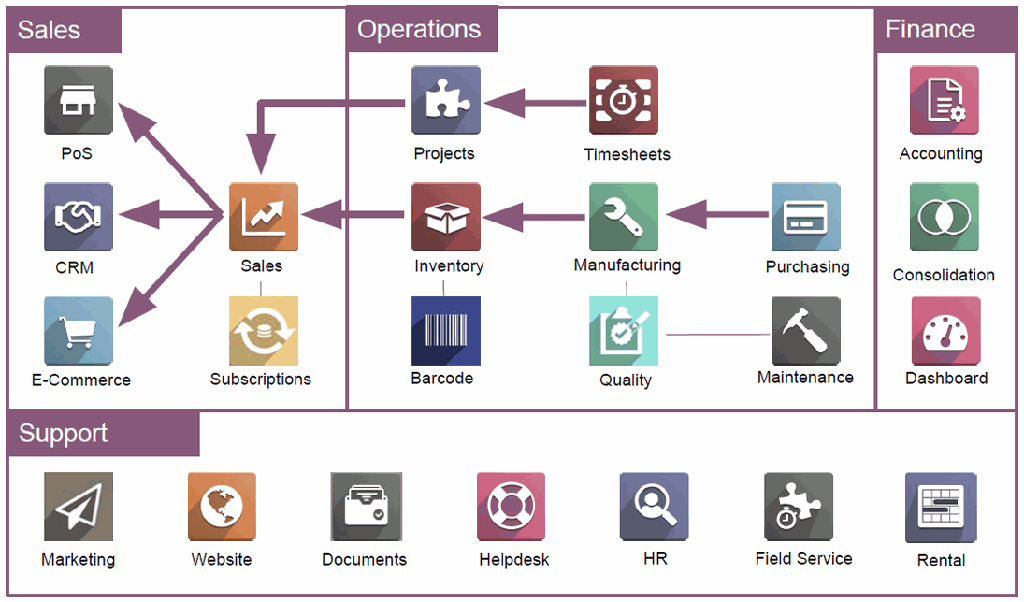 Sales
Operations
Finance
PoS
Projects
Timesheets
Accounting
CRM
Sales
Inventory
Manufacturing
Purchasing
Consolidation
E-Commerce
Subscriptions
Barcode
Quality
Maintenance
Dashboard
Support
Marketing
Website
Documents
Helpdesk
HR
Field Service
Rental